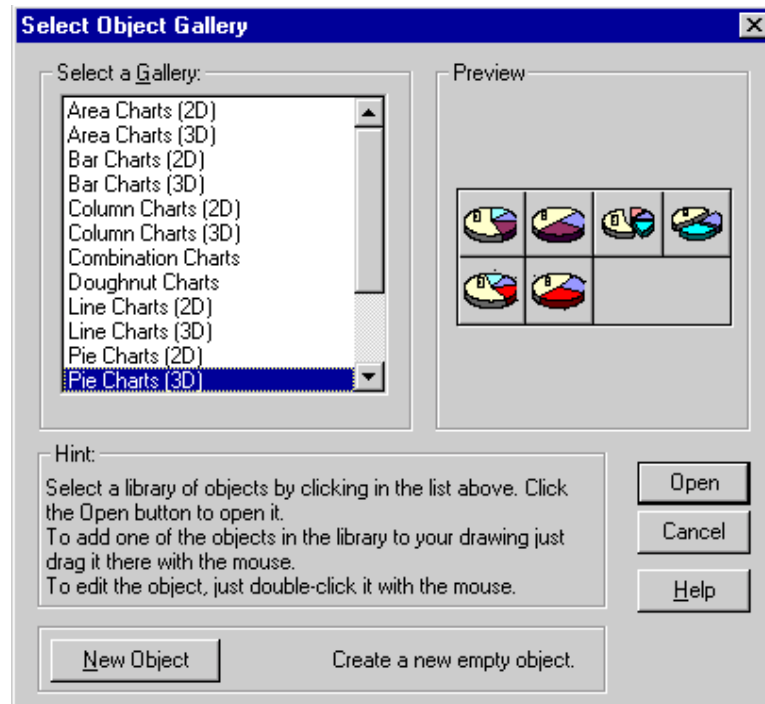 Select Object Gallery
Select a Gallery:
Area Charts (2D)
Area Charts (3D)
Bar Charts (2D)
Bar Charts (3D)
Column Charts (2D)
Column Charts (3D)
Combination Charts
Doughnut Charts
Line Charts (2D)
Line Charts (3D)
Pie Charts (2D)
Pie Charts (3D)
Preview
Hint:
Select a library of objects by clicking in the list above. Click
the Open button to open it.
To add one of the objects in the library to your drawing just
drag it there with the mouse.
To edit the object, just double-click it with the mouse.
Open
Cancel
Help
New Object
Create a new empty object.